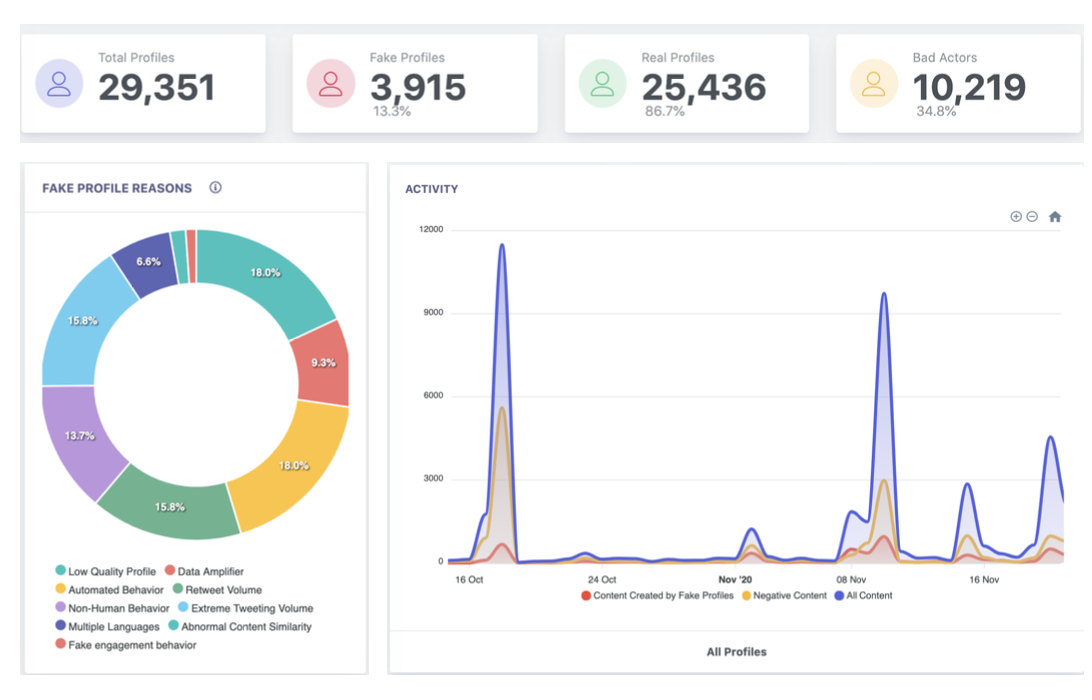 Total Profiles
29,351
Fake Profiles
3,915
13.3%
Real Profiles
25,436
86.7%
Bad Actors
10,219
34.8%
FAKE PROFILE REASONS
18.0%
9.3%
18.0%
15.8%
13.7%
15.8%
6.6%
Low Quality Profile Data Amplifier
Automated Behavior Retweet Volume
Non-Human Behavior Extreme Tweeting Volume
Multiple Languages Abnormal Content Similarity
Fake engagement behavior
ACTIVITY
12000
9000
6000
3000
0
16 Oct 24 Oct Nov '20 08 Nov 16 Nov
Content Created by Fake Profiles Negative Content All Content
All Profiles